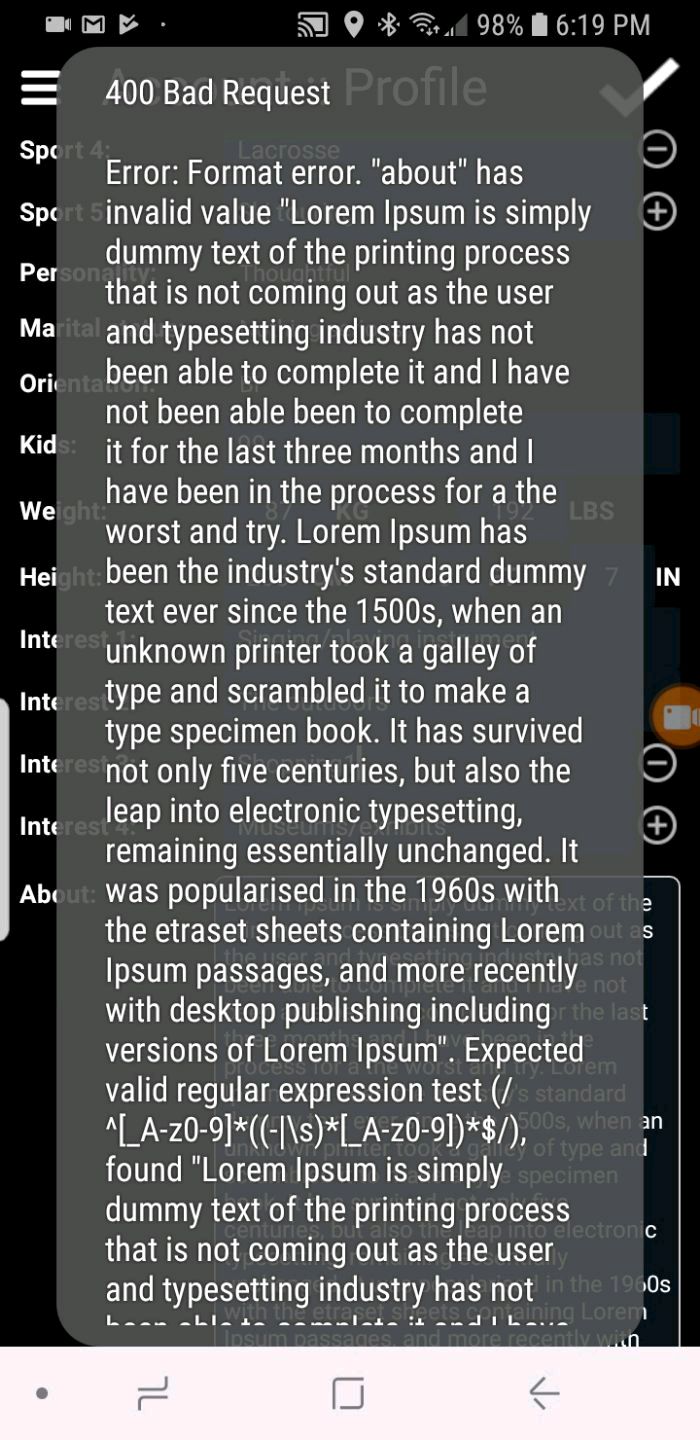 98% 6:19 PM
Account :: Profile
400 Bad Request
Sport 4: Lacrosse
Error: Format error. "about" has
Sport 5:
invalid value "Lorem Ipsum is simply
dummy text of the printing process
Personality: Thoughtful
that is not coming out as the user
Marital
and typesetting industry has not
Orientation:
been able to complete it and I have
not been able been to complete
Kids:
it for the last three months and I
have been in the process for a the
Weight: 87 KG 192 LBS
worst and try. Lorem Ipsum has
Height: 7 IN
been the industry's standard dummy
text ever since the 1500s, when an
Interest 1: Singing/playing instrument
unknown printer took a galley of
Interest The outdoors
type and scrambled it to make a
type specimen book. It has survived
Interest 3: Shopping
not only five centuries, but also the
leap into electronic typesetting,
Interest 4: Museums/exhibits
remaining essentially unchanged. It
About:
was popularised in the 1960s with
the etraset sheets containing Lorem
Ipsum passages, and more recently
with desktop publishing including
versions of Lorem Ipsum". Expected
valid regular expression test (/
^[_A-z0-9]*((-|\s)*[_A-z0-9])*$/),
found "Lorem Ipsum is simply
dummy text of the printing process
that is not coming out as the user
and typesetting industry has not
been able to complete it and I have